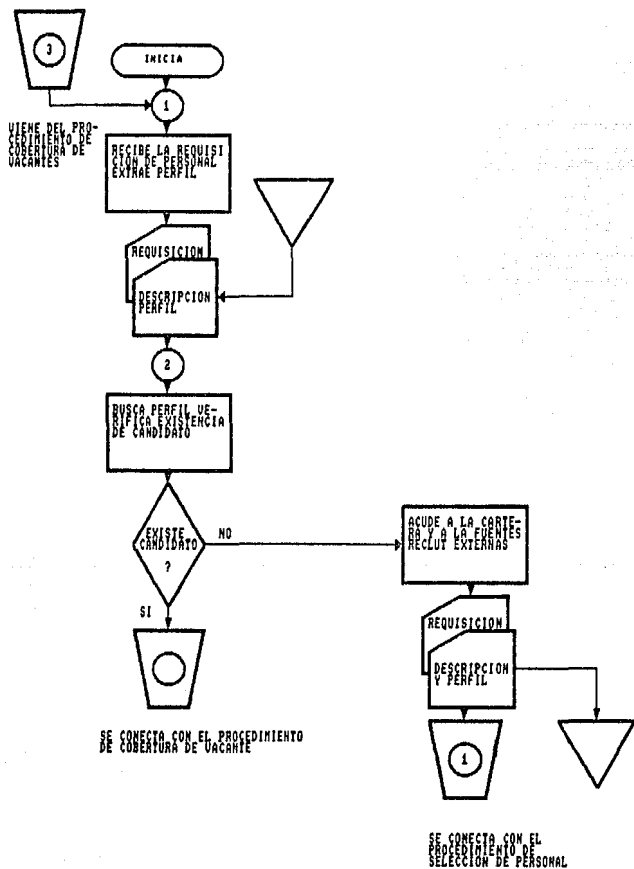 3
INICIA
1
VIENE DEL PRO-
CEDIMIENTO DE
COBERTURA DE
VACANTES
RECIBE LA REQUISI
CIÓN DE PERSONAL
EXTRAE PERFIL
REQUISICION
DESCRIPCION
PERFIL
2
BUSCA PERFIL VE-
RIFICA EXISTENCIA
DE CANDIDATO
EXISTE
CANDIDATO
?
NO
SI
SE CONECTA CON EL PROCEDIMIENTO
DE COBERTURA DE VACANTE
ACUDE A LA CARTE-
RA Y A LA FUENTES
RECLUT EXTERNAS
REQUISICION
DESCRIPCION
Y PERFIL
1
SE CONECTA CON EL
PROCEDIMIENTO DE
SELECCION DE PERSONAL